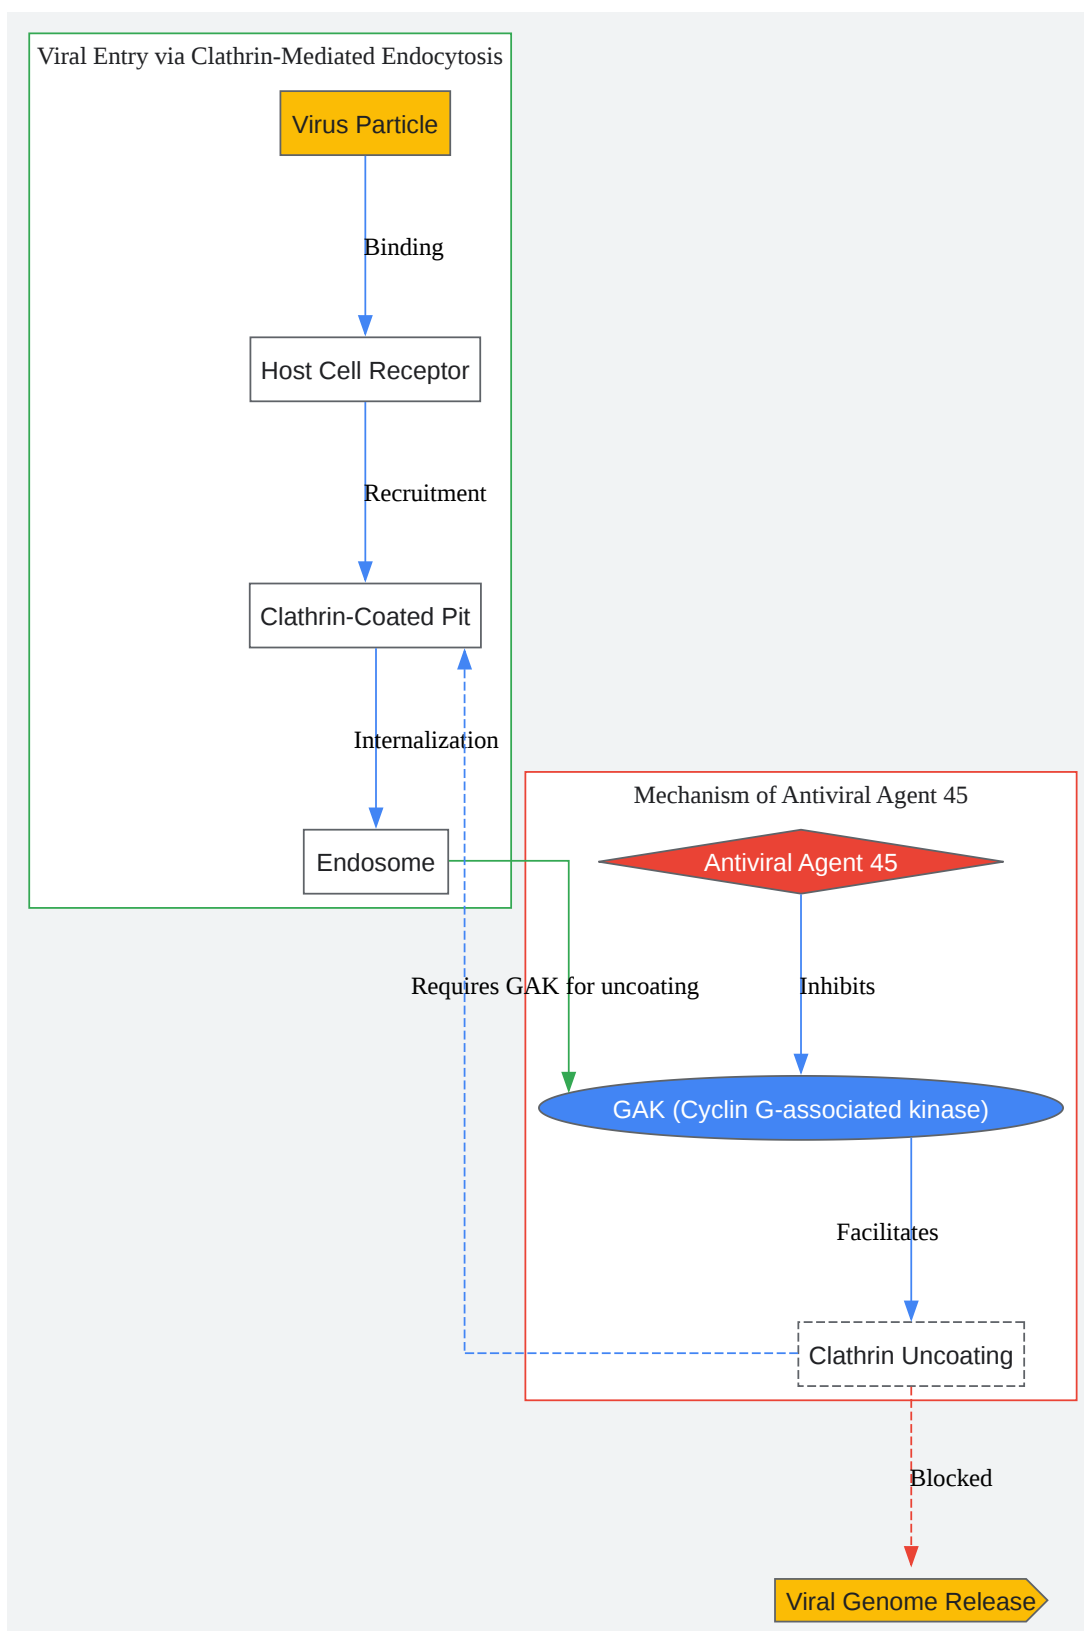 Viral Entry via Clathrin-Mediated Endocytosis
Virus Particle
Binding
Host Cell Receptor
Recruitment
Clathrin-Coated Pit
Internalization
Endosome
Mechanism of Antiviral Agent 45
Antiviral Agent 45
Requires GAK for uncoating
Inhibits
GAK (Cyclin G-associated kinase)
Facilitates
Clathrin Uncoating
Blocked
Viral Genome Release